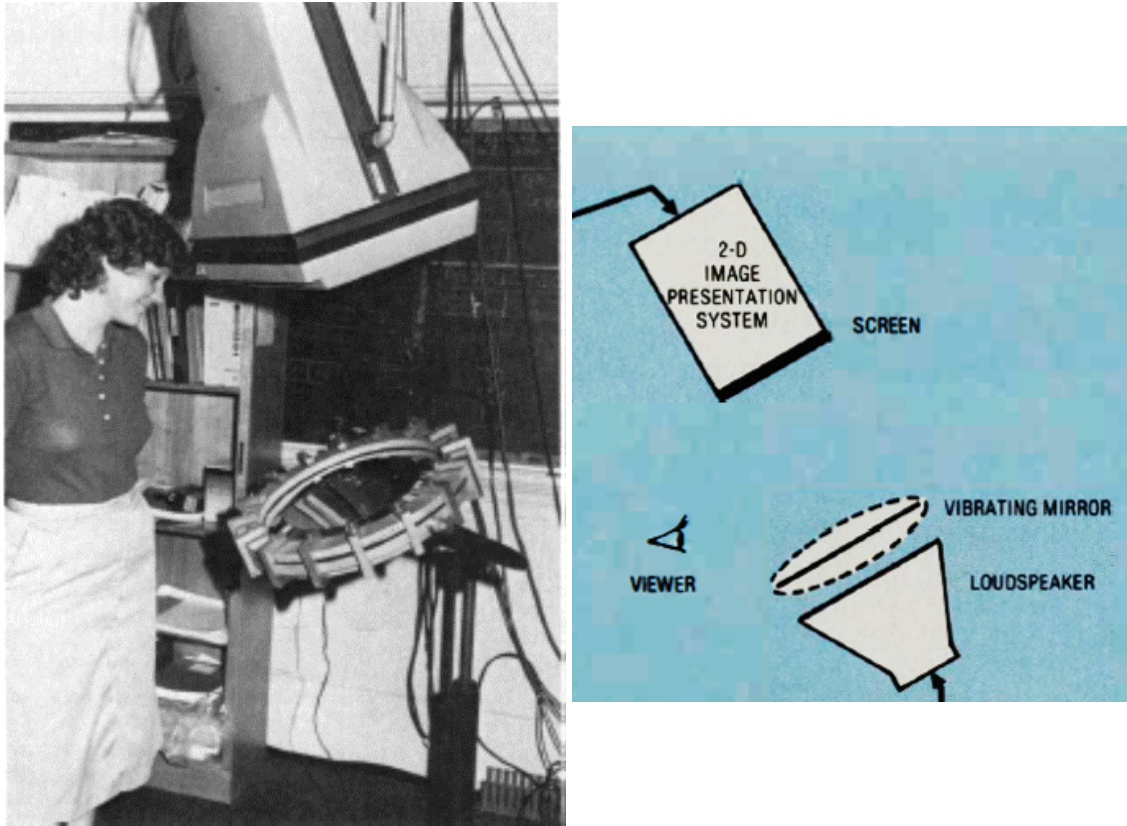 2-D
IMAGE
PRESENTATION
SYSTEM
SCREEN
VIBRATING MIRROR
VIEWER
LOUDSPEAKER